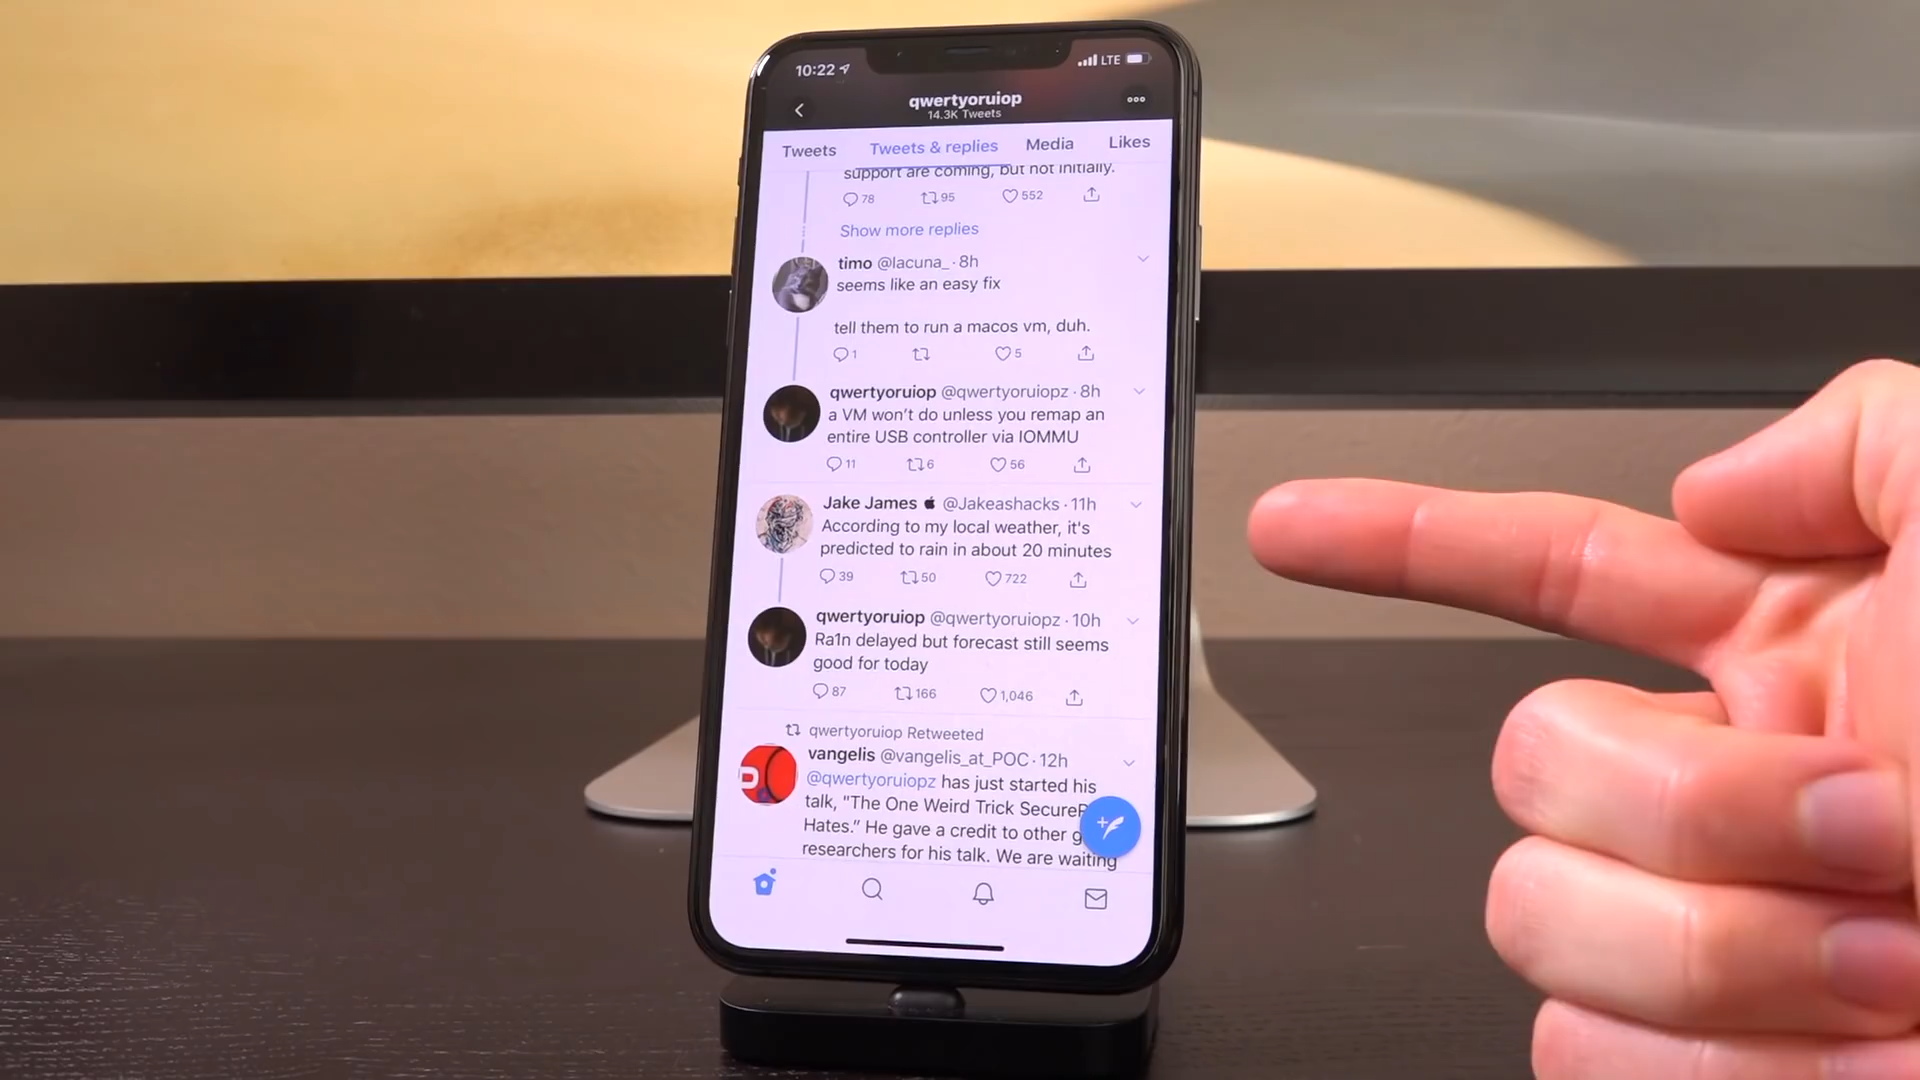 10:22
LTE
qwertyoruiop
14.3K Tweets
Tweets
Tweets & replies
Media
Likes
support are coming, but not initially.
78
95
552
Show more replies
timo @lacuna_ · 8h
seems like an easy fix
tell them to run a macos vm, duh.
1
5
qwertyoruiop @qwertyoruiopz · 8h
a VM won't do unless you remap an
entire USB controller via IOMMU
11
6
56
Jake James @Jakeashacks · 11h
According to my local weather, it's
predicted to rain in about 20 minutes
39
50
722
qwertyoruiop @qwertyoruiopz · 10h
Ra1n delayed but forecast still seems
good for today
87
166
1,046
qwertyoruiop Retweeted
vangelis @vangelis_at_POC · 12h
@qwertyoruiopz has just started his
talk, "The One Weird Trick
Hates." He gave a credit to other
researchers for his talk. We are waiting